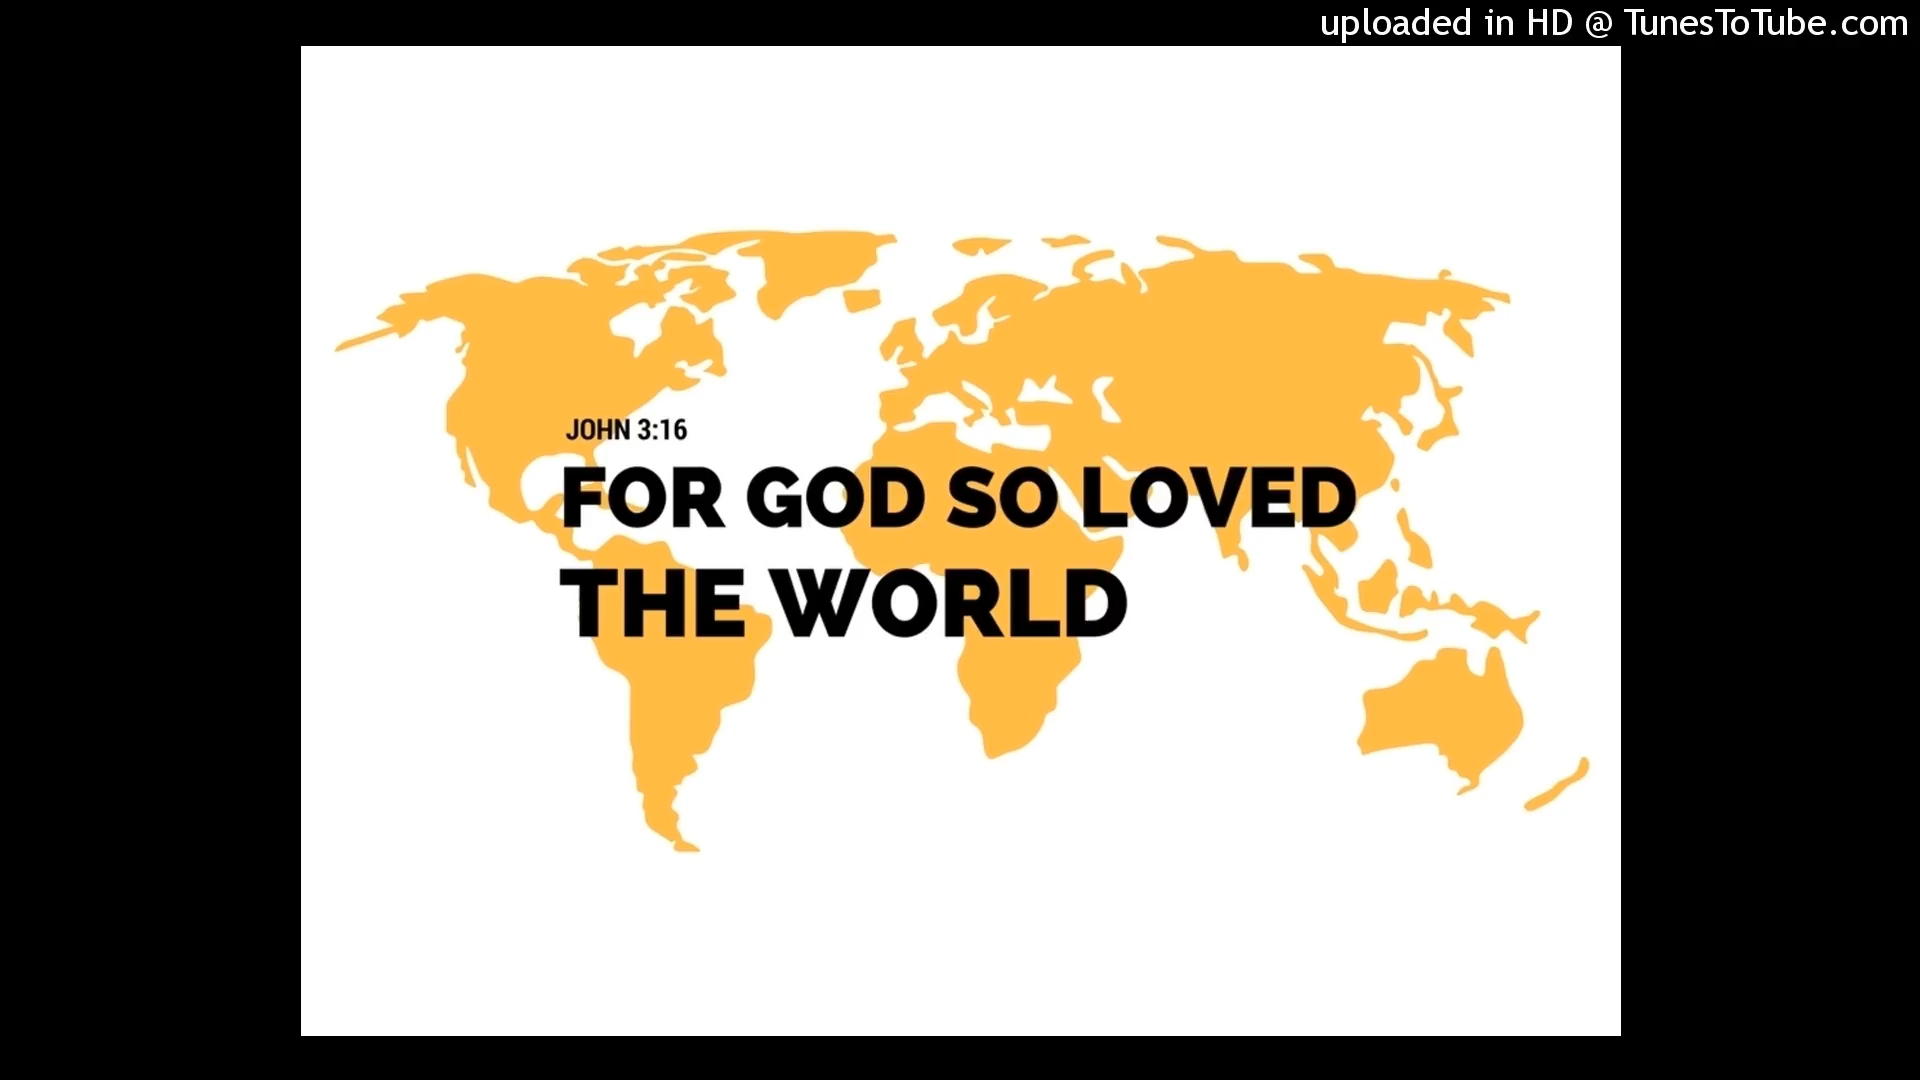 uploaded in HD @ TunesToTube.com
JOHN 3:16
FOR GOD SO LOVED
THE WORLD